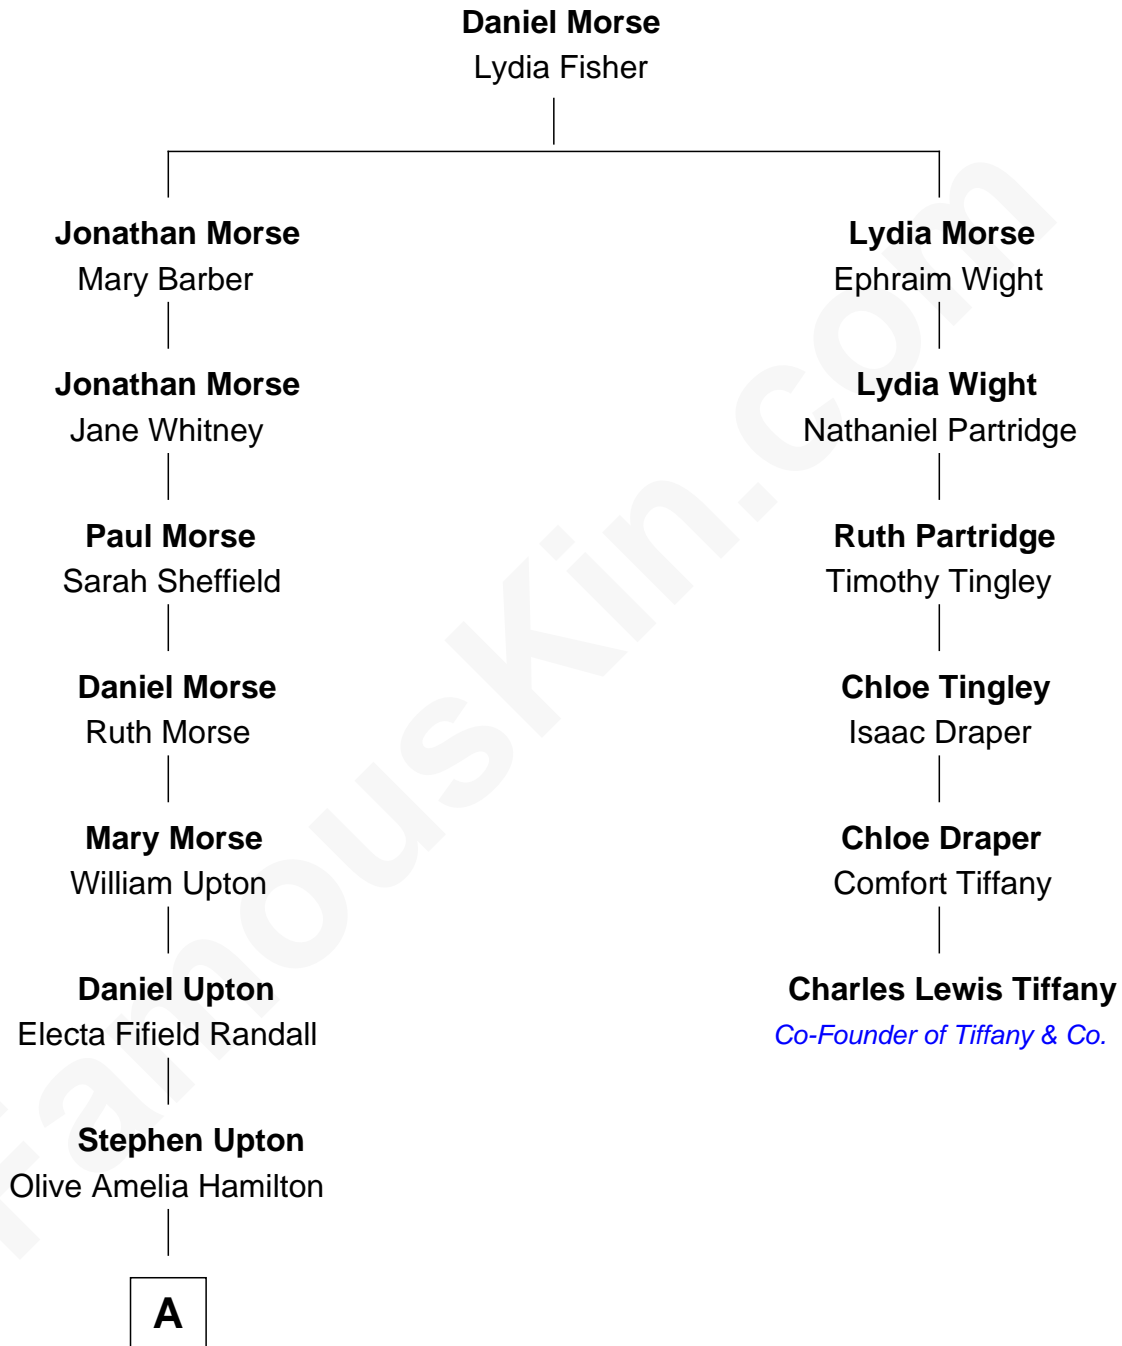 Daniel Morse
Lydia Fisher
Jonathan Morse
Mary Barber
Jonathan Morse
Jane Whitney
Paul Morse
Sarah Sheffield
Daniel Morse
Ruth Morse
Mary Morse
William Upton
Daniel Upton
Electa Fifield Randall
Stephen Upton
Olive Amelia Hamilton
A
Lydia Morse
Ephraim Wight
Lydia Wight
Nathaniel Partridge
Ruth Partridge
Timothy Tingley
Chloe Tingley
Isaac Draper
Chloe Draper
Comfort Tiffany
Charles Lewis Tiffany
Co-Founder of Tiffany & Co.
FamousKin.com